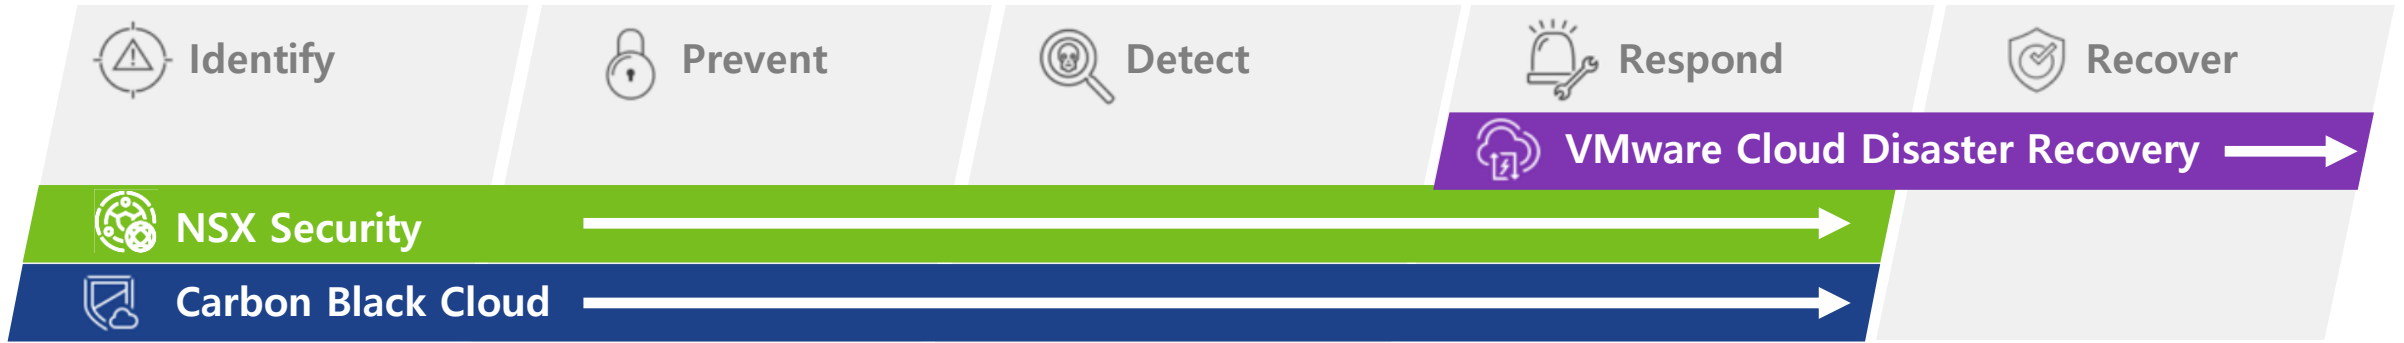 Identify
Prevent
Detect
Respond
Recover
VMware Cloud Disaster Recovery
NSX Security
Carbon Black Cloud